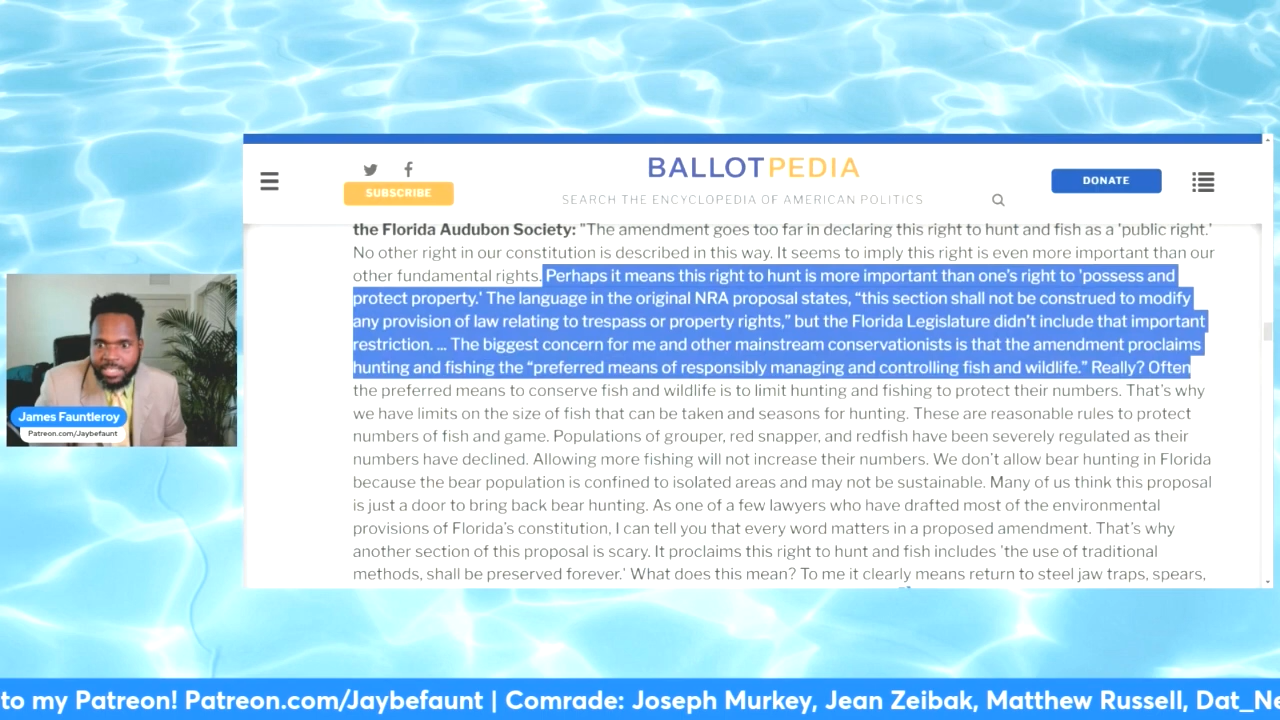 BALLOTPEDIA
SUBSCRIBE
SEARCH THE ENCYCLOPEDIA OF AMERICAN POLITICS
DONATE
the Florida Audubon Society: "The amendment goes too far in declaring this right to hunt and fish as a 'public right.'
No other right in our constitution is described in this way. It seems to imply this right is even more important than our
other fundamental rights. Perhaps it means this right to hunt is more important than one's right to 'possess and
protect property.' The language in the original NRA proposal states, “this section shall not be construed to modify
any provision of law relating to trespass or property rights,” but the Florida Legislature didn’t include that important
restriction. ... The biggest concern for me and other mainstream conservationists is that the amendment proclaims
hunting and fishing the “preferred means of responsibly managing and controlling fish and wildlife.” Really? Often
the preferred means to conserve fish and wildlife is to limit hunting and fishing to protect their numbers. That’s why
we have limits on the size of fish that can be taken and seasons for hunting. These are reasonable rules to protect
numbers of fish and game. Populations of grouper, red snapper, and redfish have been severely regulated as their
numbers have declined. Allowing more fishing will not increase their numbers. We don’t allow bear hunting in Florida
because the bear population is confined to isolated areas and may not be sustainable. Many of us think this proposal
is just a door to bring back bear hunting. As one of a few lawyers who have drafted most of the environmental
provisions of Florida’s constitution, I can tell you that every word matters in a proposed amendment. That’s why
another section of this proposal is scary. It proclaims this right to hunt and fish includes 'the use of traditional
methods, shall be preserved forever.' What does this mean? To me it clearly means return to steel jaw traps, spears,
James Fauntleroy
Patreon.com/Jaybefaunt
to my Patreon! Patreon.com/Jaybefaunt | Comrade: Joseph Murkey, Jean Zeibak, Matthew Russell, Dat_Ne